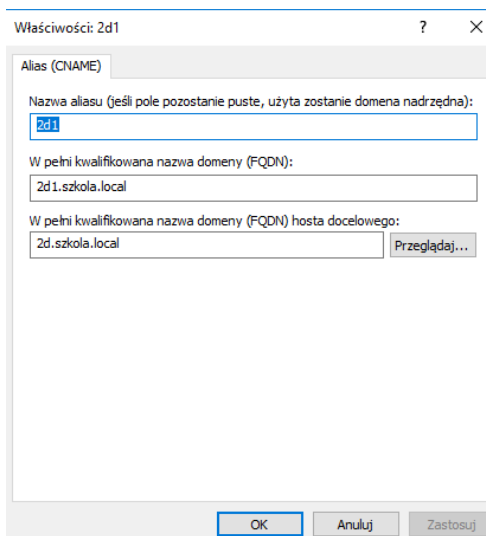 Właściwości: 2d1 ?
Alias (CNAME)
Nazwa aliasu (jeśli pole pozostanie puste, użyta zostanie domena nadrzędna):
2d1
W pełni kwalifikowana nazwa domeny (FQDN):
2d1.szkola.local
W pełni kwalifikowana nazwa domeny (FQDN) hosta docelowego:
2d.szkola.local Przeglądaj...
OK Anuluj Zastosuj